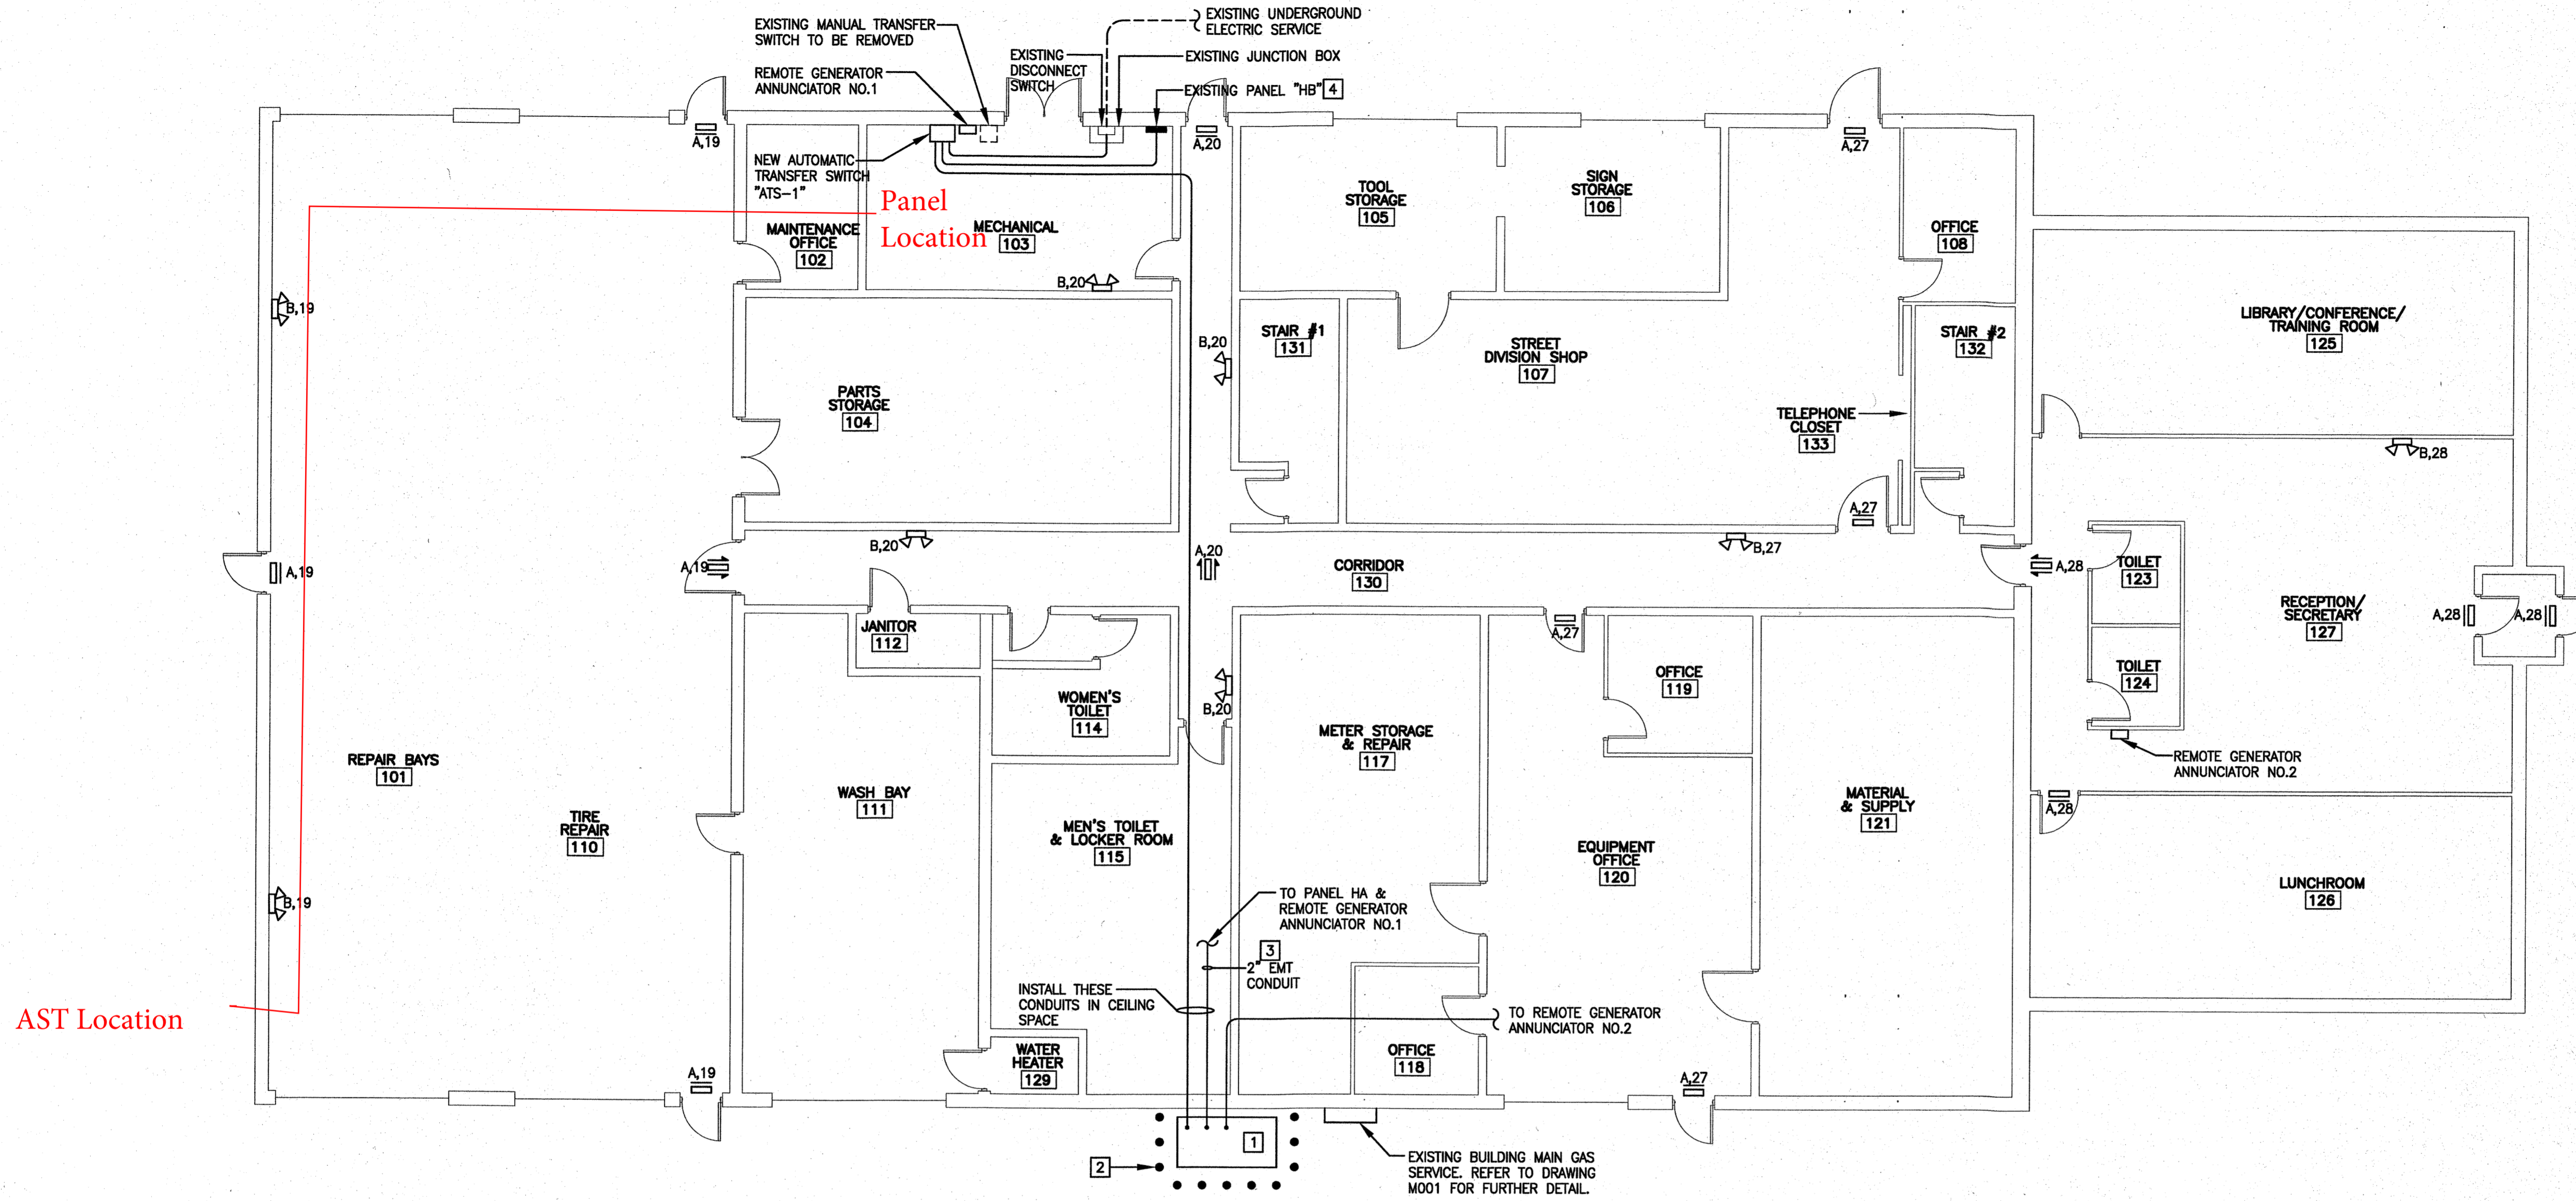 EXISTING MANUAL TRANSFER
SWITCH TO BE REMOVED
REMOTE GENERATOR
ANNUNCIATOR NO.1
EXISTING
DISCONNECT
SWITCH
EXISTING UNDERGROUND
ELECTRIC SERVICE
EXISTING JUNCTION BOX
EXISTING PANEL "HB" 4
A,19
A,20
A,27
NEW AUTOMATIC
TRANSFER SWITCH
"ATS-1"
Panel
Location
MAINTENANCE
OFFICE
102
MECHANICAL
103
TOOL
STORAGE
105
SIGN
STORAGE
106
OFFICE
108
B,19
B,20
LIBRARY/CONFERENCE/
TRAINING ROOM
125
STAIR #1
131
B,20
STREET
DIVISION SHOP
107
STAIR #2
132
PARTS
STORAGE
104
TELEPHONE
CLOSET
133
B,28
A,27
B,20
B,27
A,19
A,19
A,20
CORRIDOR
130
A,28
TOILET
123
RECEPTION/
SECRETARY
127
A,28
A,28
JANITOR
112
A,27
OFFICE
119
TOILET
124
WOMEN'S
TOILET
114
B,20
METER STORAGE
& REPAIR
117
REMOTE GENERATOR
ANNUNCIATOR NO.2
REPAIR BAYS
101
WASH BAY
111
MATERIAL
& SUPPLY
121
A,28
TIRE
REPAIR
110
MEN'S TOILET
& LOCKER ROOM
115
EQUIPMENT
OFFICE
120
LUNCHROOM
126
B,19
TO PANEL HA &
REMOTE GENERATOR
ANNUNCIATOR NO.1
3
2" EMT
CONDUIT
INSTALL THESE
CONDUITS IN CEILING
SPACE
AST Location
TO REMOTE GENERATOR
ANNUNCIATOR NO.2
WATER
HEATER
129
OFFICE
118
A,19
A,27
1
2
EXISTING BUILDING MAIN GAS
SERVICE. REFER TO DRAWING
M001 FOR FURTHER DETAIL.